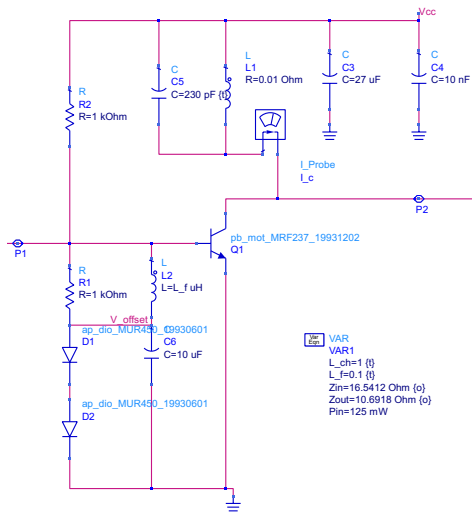 Vcc
C
C5
C=230 pF {t}
L
L1
R=0.01 Ohm
C
C3
C=27 uF
C
C4
C=10 nF
R
R2
R=1 kOhm
I_Probe
I_c
P2
pb_mot_MRF237_19931202
Q1
P1
R
R1
R=1 kOhm
L
L2
L=L_f uH
V_offset
C
C6
C=10 uF
ap_dio_MUR450_19930601
D1
ap_dio_MUR450_19930601
D2
Var
Eqn
VAR
VAR1
L_ch=1 {t}
L_f=0.1 {t}
Zin=16.5412 Ohm {o}
Zout=10.6918 Ohm {o}
Pin=125 mW